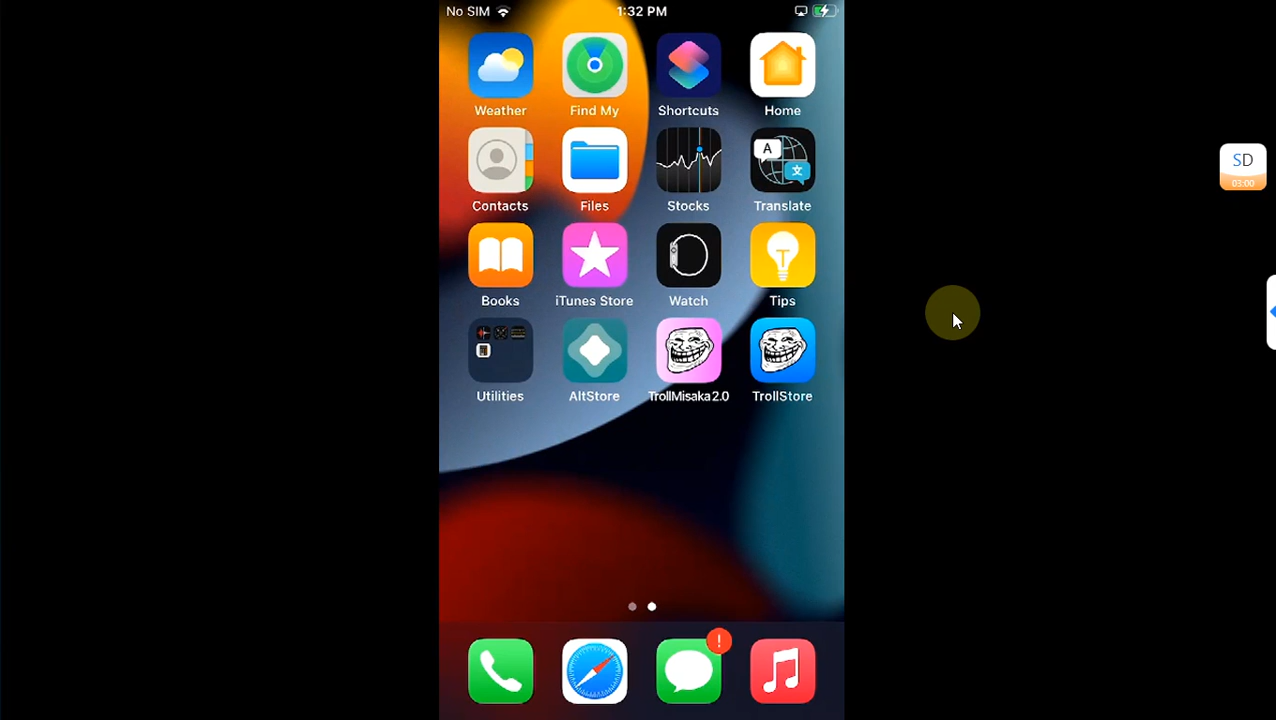 No SIM 1:32 PM
Weather Find My Shortcuts Home
A
文
Contacts Files Stocks Translate
T
Books iTunes Store Watch Tips
Utilities AltStore TrollMisaka 2.0 TrollStore
!
SD
03:00